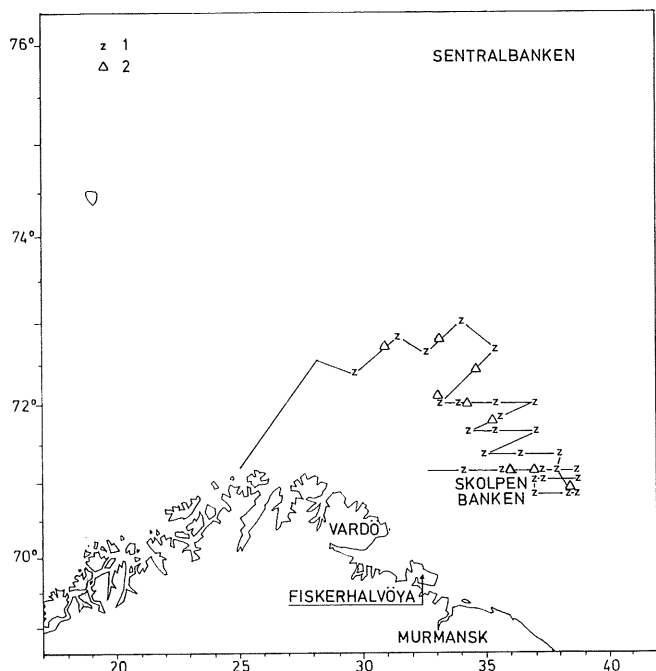 76°
z 1
△ 2
SENTRALBANKEN
74°
z
z
z
z
z
72°
z z z z
z
z z z
z z z
z z z z z
SKOLPEN
BANKEN
z z z
z z z
70°
VARDÖ
FISKERHALVÖYA
MURMANSK
20 25 30 35 40